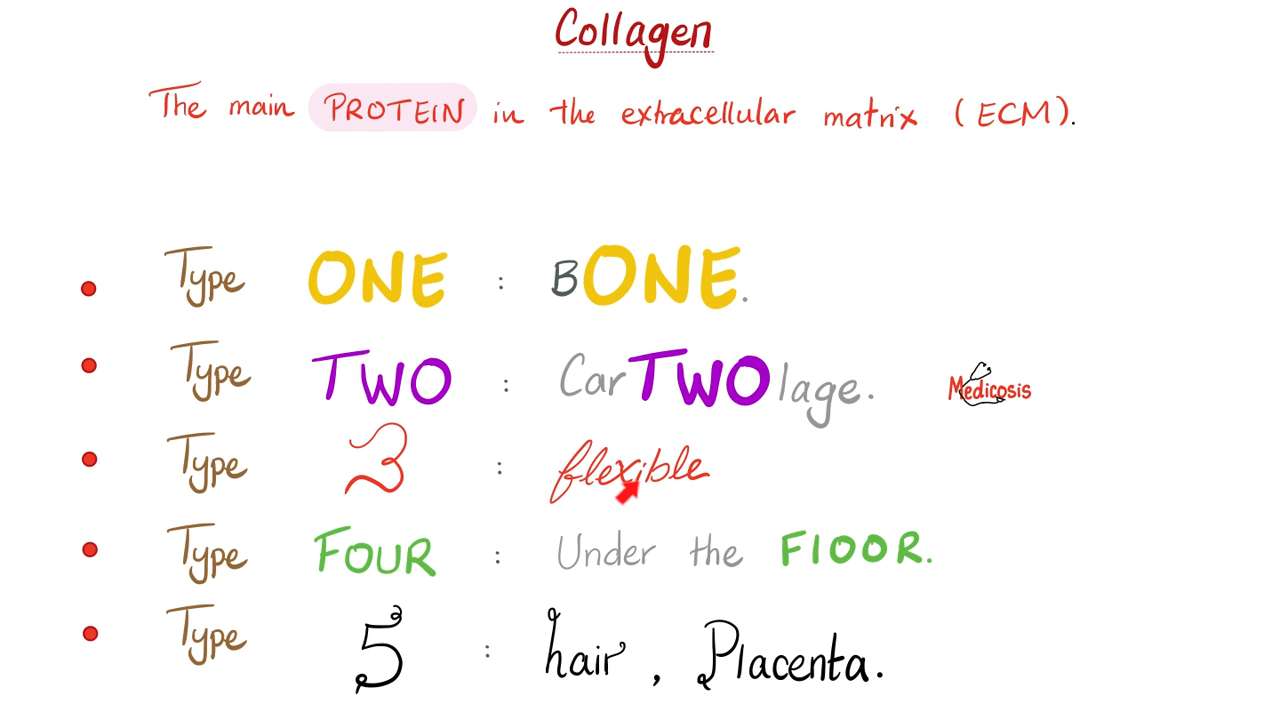 Collagen
The main PROTEIN in the extracellular matrix (ECM).
Type ONE : BONE.
Type TWO : CarTWOlage.
Medicosis
Type 3 : flexible
Type FOUR : Under the FlOOR.
Type 5 : hair, Placenta.